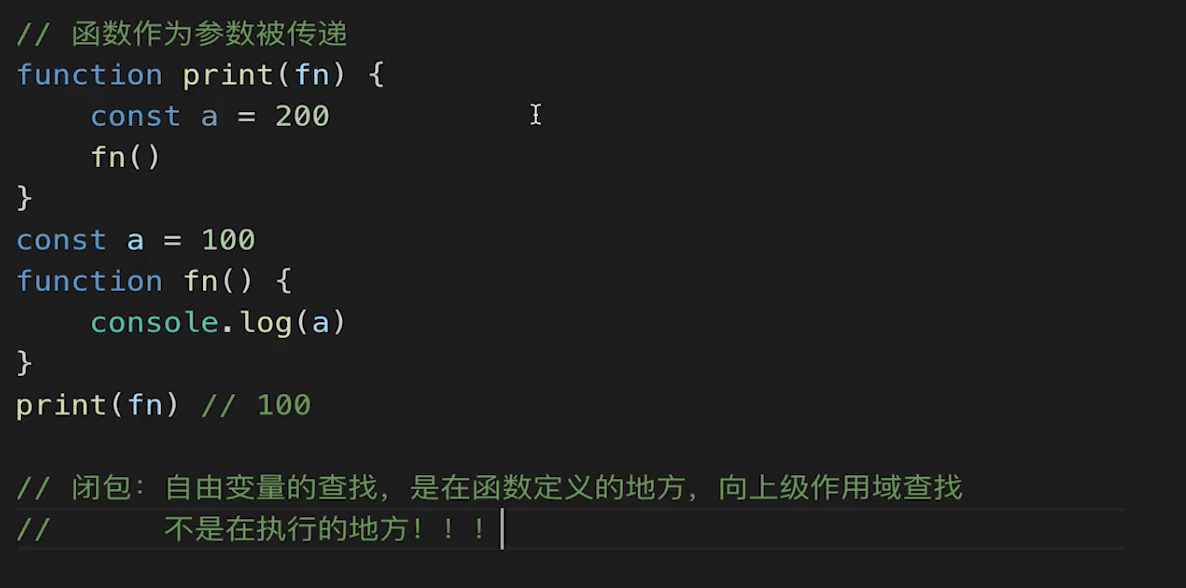 // 函数作为参数被传递
function print(fn) {
    const a = 200
    fn()
}
const a = 100
function fn() {
    console.log(a)
}
print(fn) // 100
// 闭包：自由变量的查找，是在函数定义的地方，向上级作用域查找
//      不是在执行的地方！！！